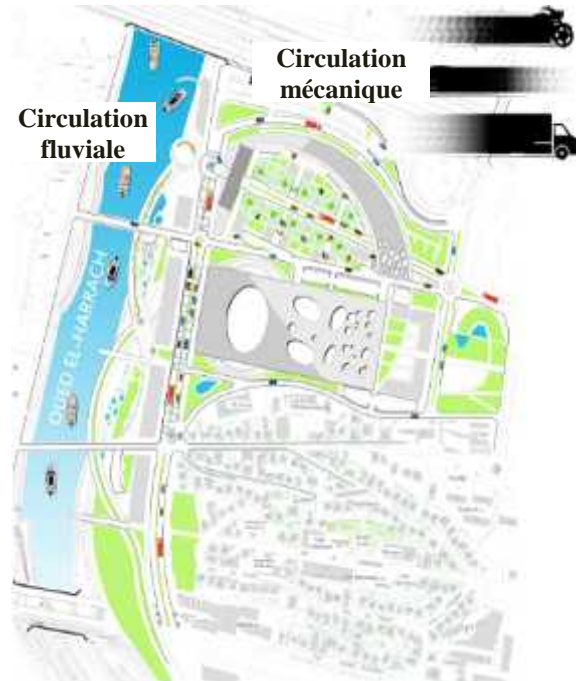 Circulation
mécanique
Circulation
fluviale
OUED EL-HARRACH